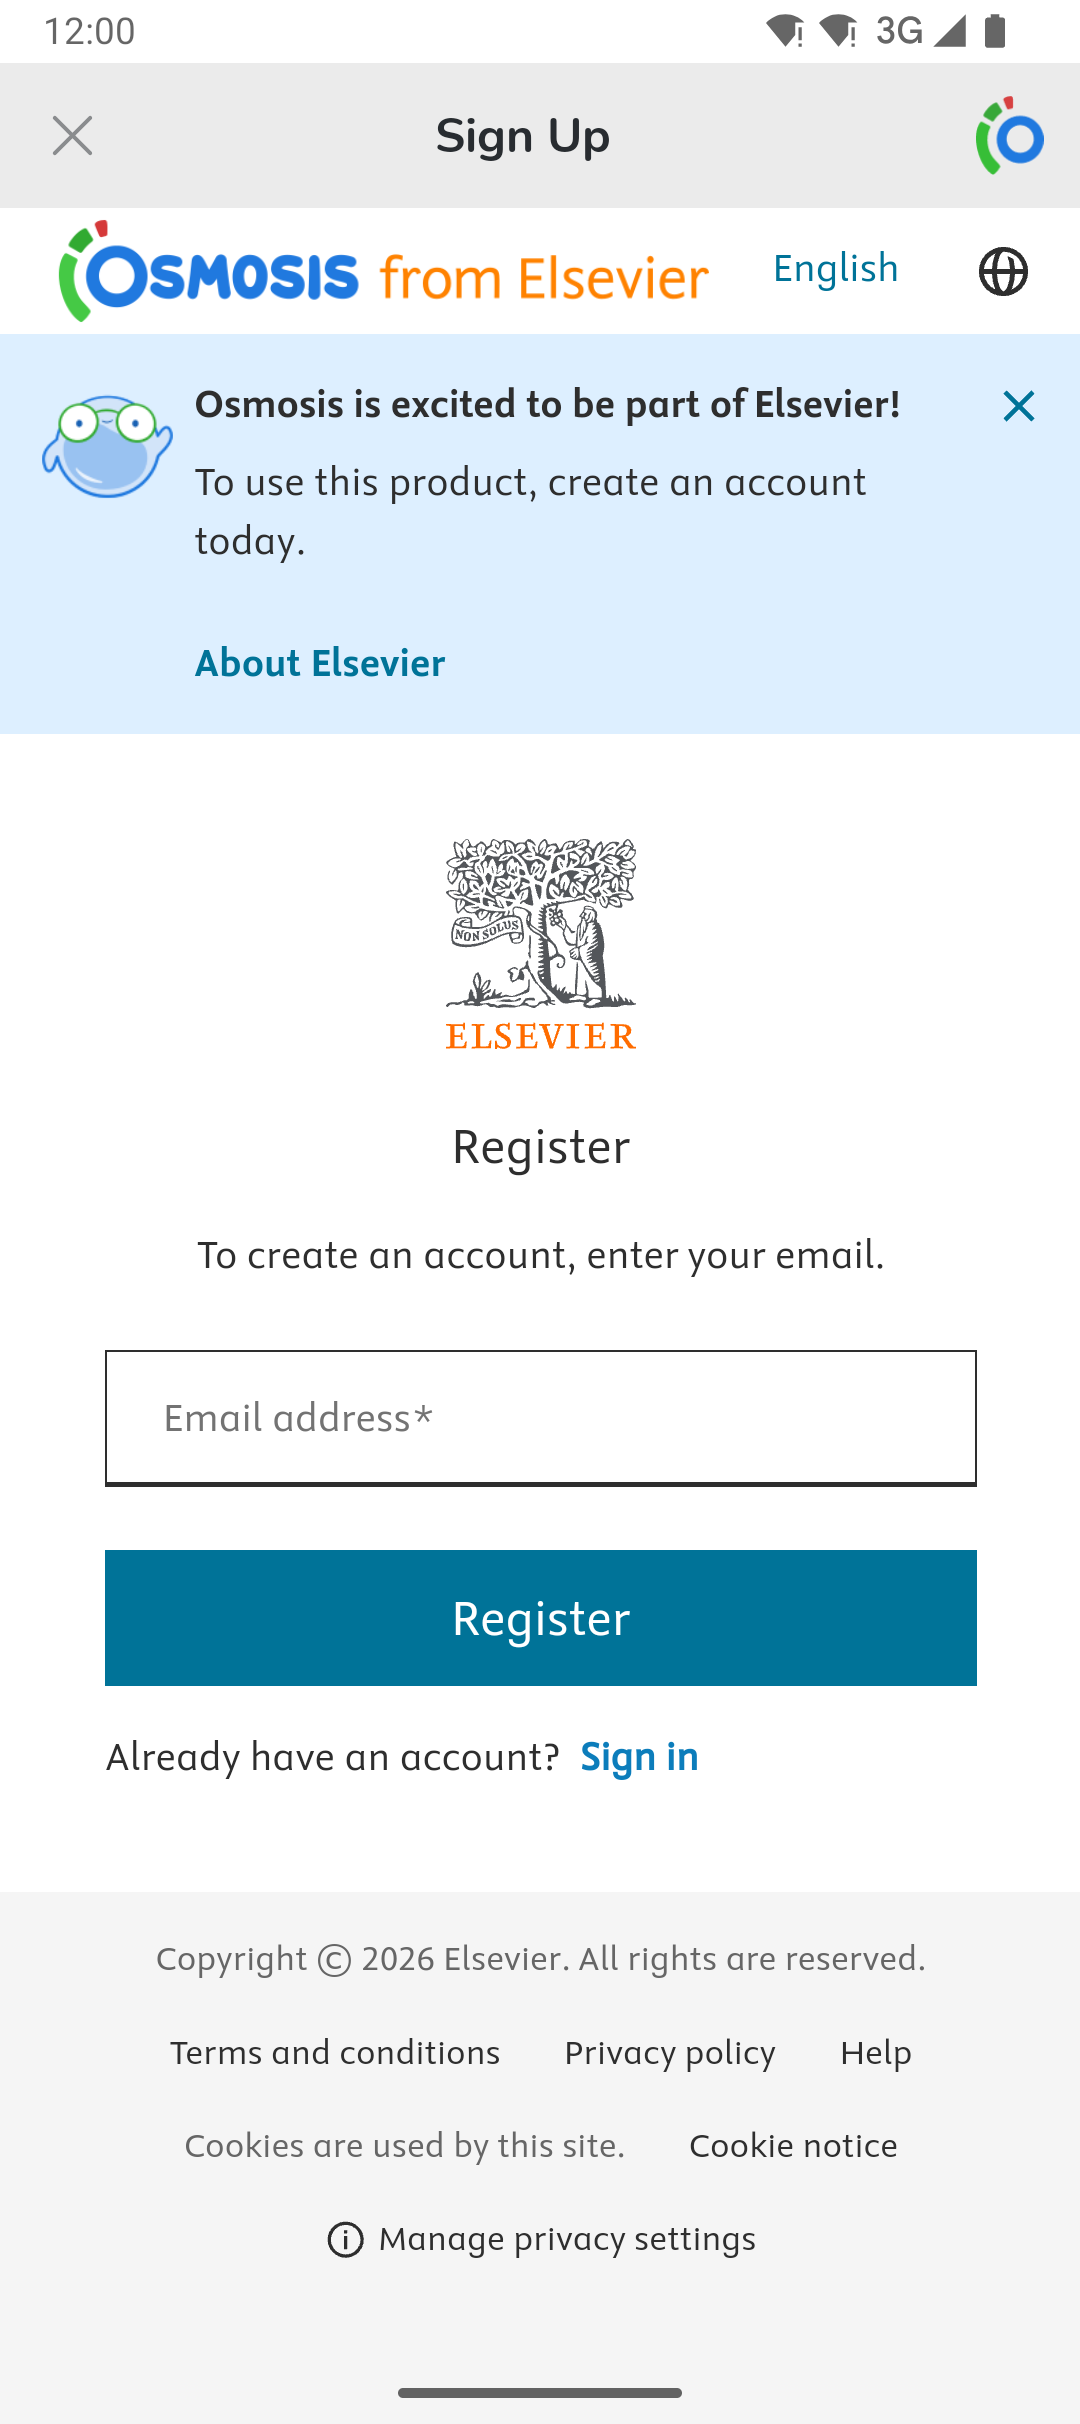 12:00
3G
Sign Up
OSMOSIS from Elsevier
English
Osmosis is excited to be part of Elsevier!
To use this product, create an account
today.
About Elsevier
NON SOLUS
ELSEVIER
Register
To create an account, enter your email.
Email address*
Register
Already have an account? Sign in
Copyright © 2026 Elsevier. All rights are reserved.
Terms and conditions Privacy policy Help
Cookies are used by this site. Cookie notice
Manage privacy settings